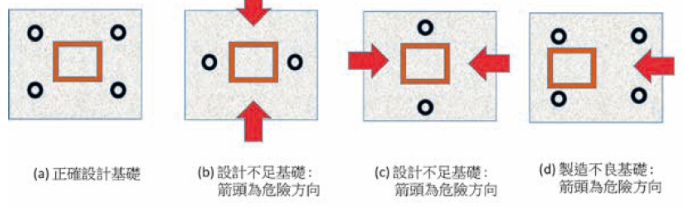 (a) 正確設計基礎
(b) 設計不足基礎：
箭頭為危險方向
(c) 設計不足基礎：
箭頭為危險方向
(d) 製造不良基礎：
箭頭為危險方向